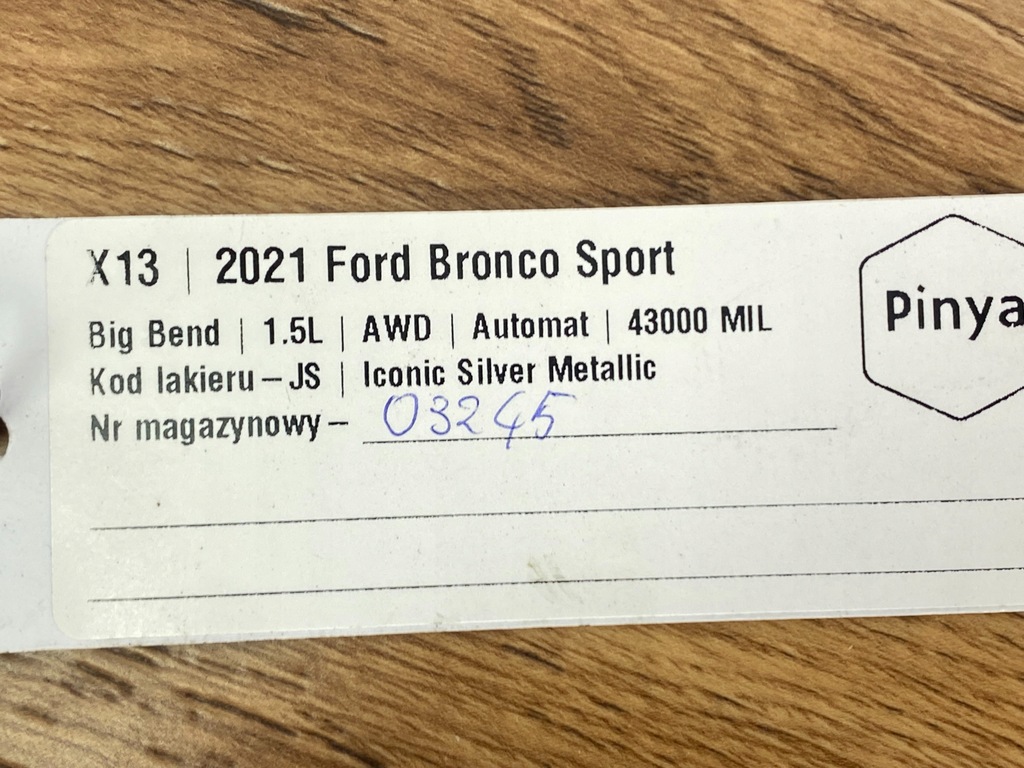 X13 | 2021 Ford Bronco Sport
Big Bend | 1.5L | AWD | Automat | 43000 MIL
Kod lakieru – JS | Iconic Silver Metallic
Nr magazynowy – 03245
Pinya